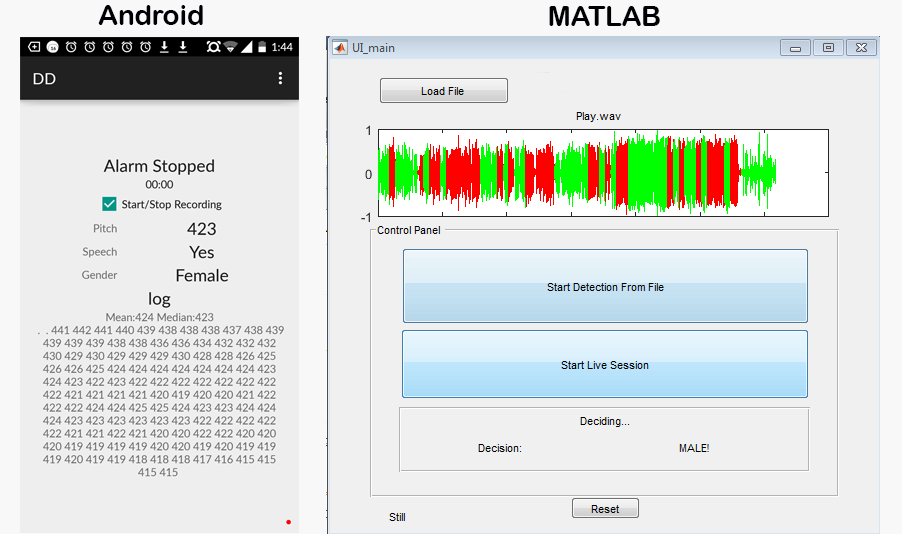 Android
1:44
DD
Alarm Stopped
00:00
Start/Stop Recording
Pitch 423
Speech Yes
Gender Female
log
Mean:424 Median:423
. . 441 442 441 440 439 438 438 438 437 438 439
439 439 439 438 438 436 436 434 432 432 432
430 429 430 429 429 429 430 428 428 426 425
426 426 425 424 424 424 424 424 424 424 423
424 423 422 423 422 422 422 422 422 422 422
422 421 421 421 421 420 419 420 420 421 422
422 422 424 424 425 425 424 423 423 424 424
424 423 423 423 423 423 423 422 422 422 422
422 421 421 422 421 420 422 422 422 420 420
420 419 419 419 419 420 420 419 419 419 419
419 420 419 419 418 418 418 417 416 415 415
415 415
MATLAB
UI_main
Load File
Play.wav
1
0
-1
Control Panel
Start Detection From File
Start Live Session
Deciding...
Decision: MALE!
Reset
Still